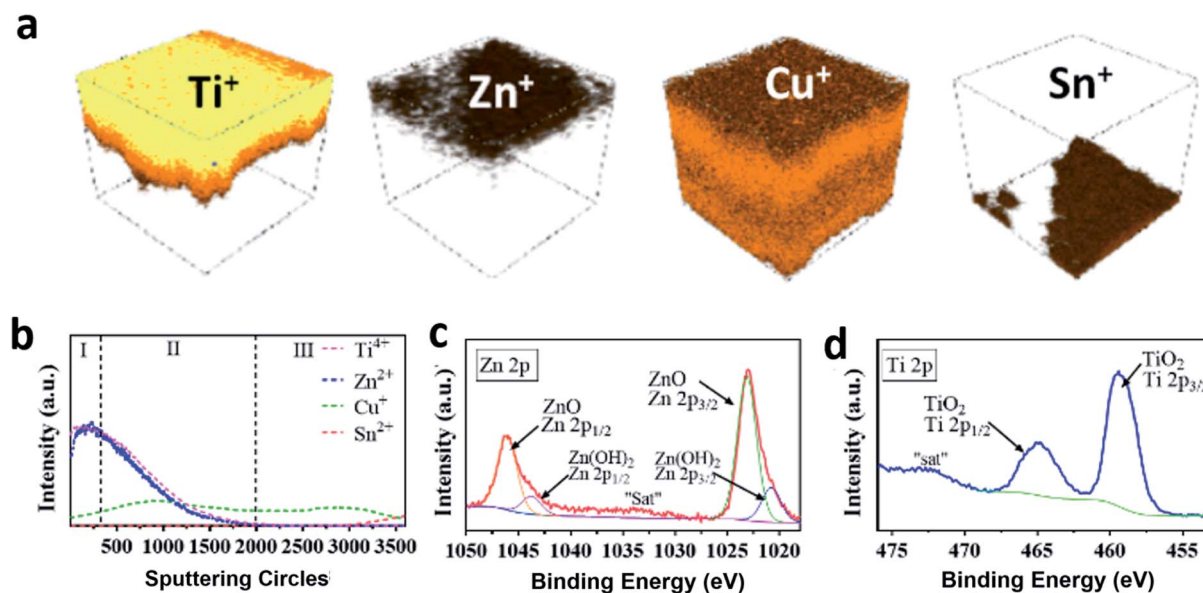 a
Ti⁺
Zn⁺
Cu⁺
Sn⁺
b
I
II
III
Ti⁴⁺
Zn²⁺
Cu⁺
Sn²⁺
Intensity (a.u.)
500 1000 1500 2000 2500 3000 3500
Sputtering Circles
c
Zn 2p
ZnO
Zn 2p₁/₂
Zn(OH)₂
Zn 2p₁/₂
"Sat"
ZnO
Zn 2p₃/₂
Zn(OH)₂
Zn 2p₃/₂
Intensity (a.u.)
1050 1045 1040 1035 1030 1025 1020
Binding Energy (eV)
d
Ti 2p
TiO₂
Ti 2p₁/₂
"sat"
TiO₂
Ti 2p₃/₂
Intensity (a.u.)
475 470 465 460 455
Binding Energy (eV)